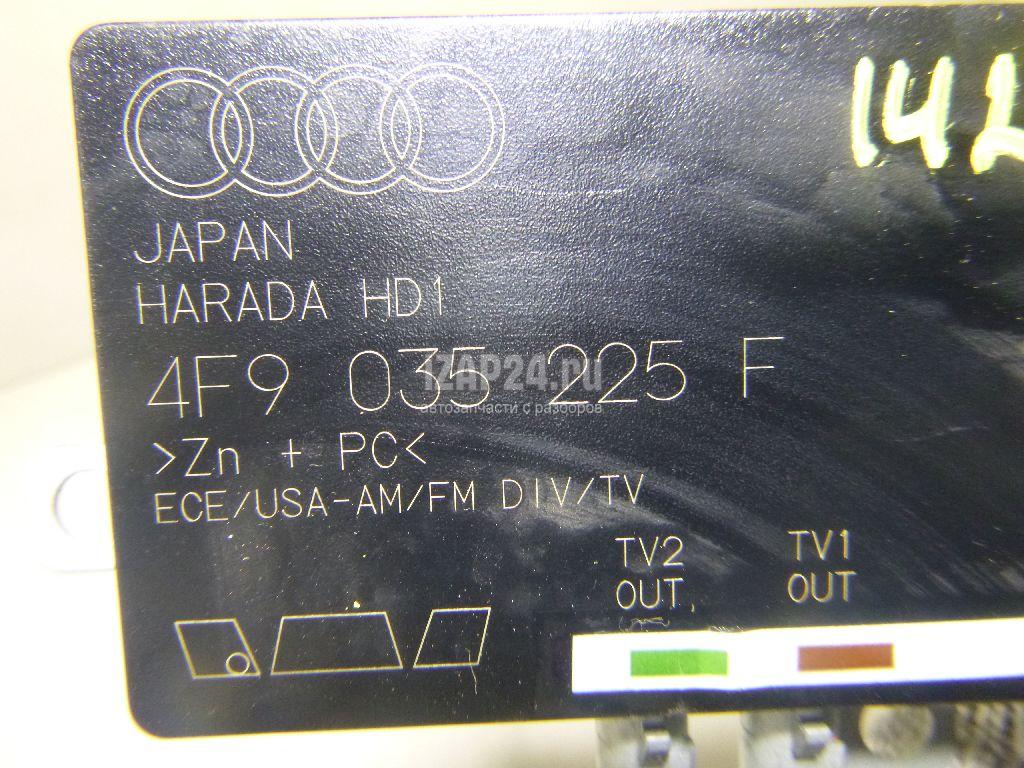 142
JAPAN
HARADA HD1
4F9 035 225 F
1ZAP24.ru
автозапчасти с разборов
>Zn + PC<
ECE/USA-AM/FM DIV/TV
TV2 OUT
TV1 OUT